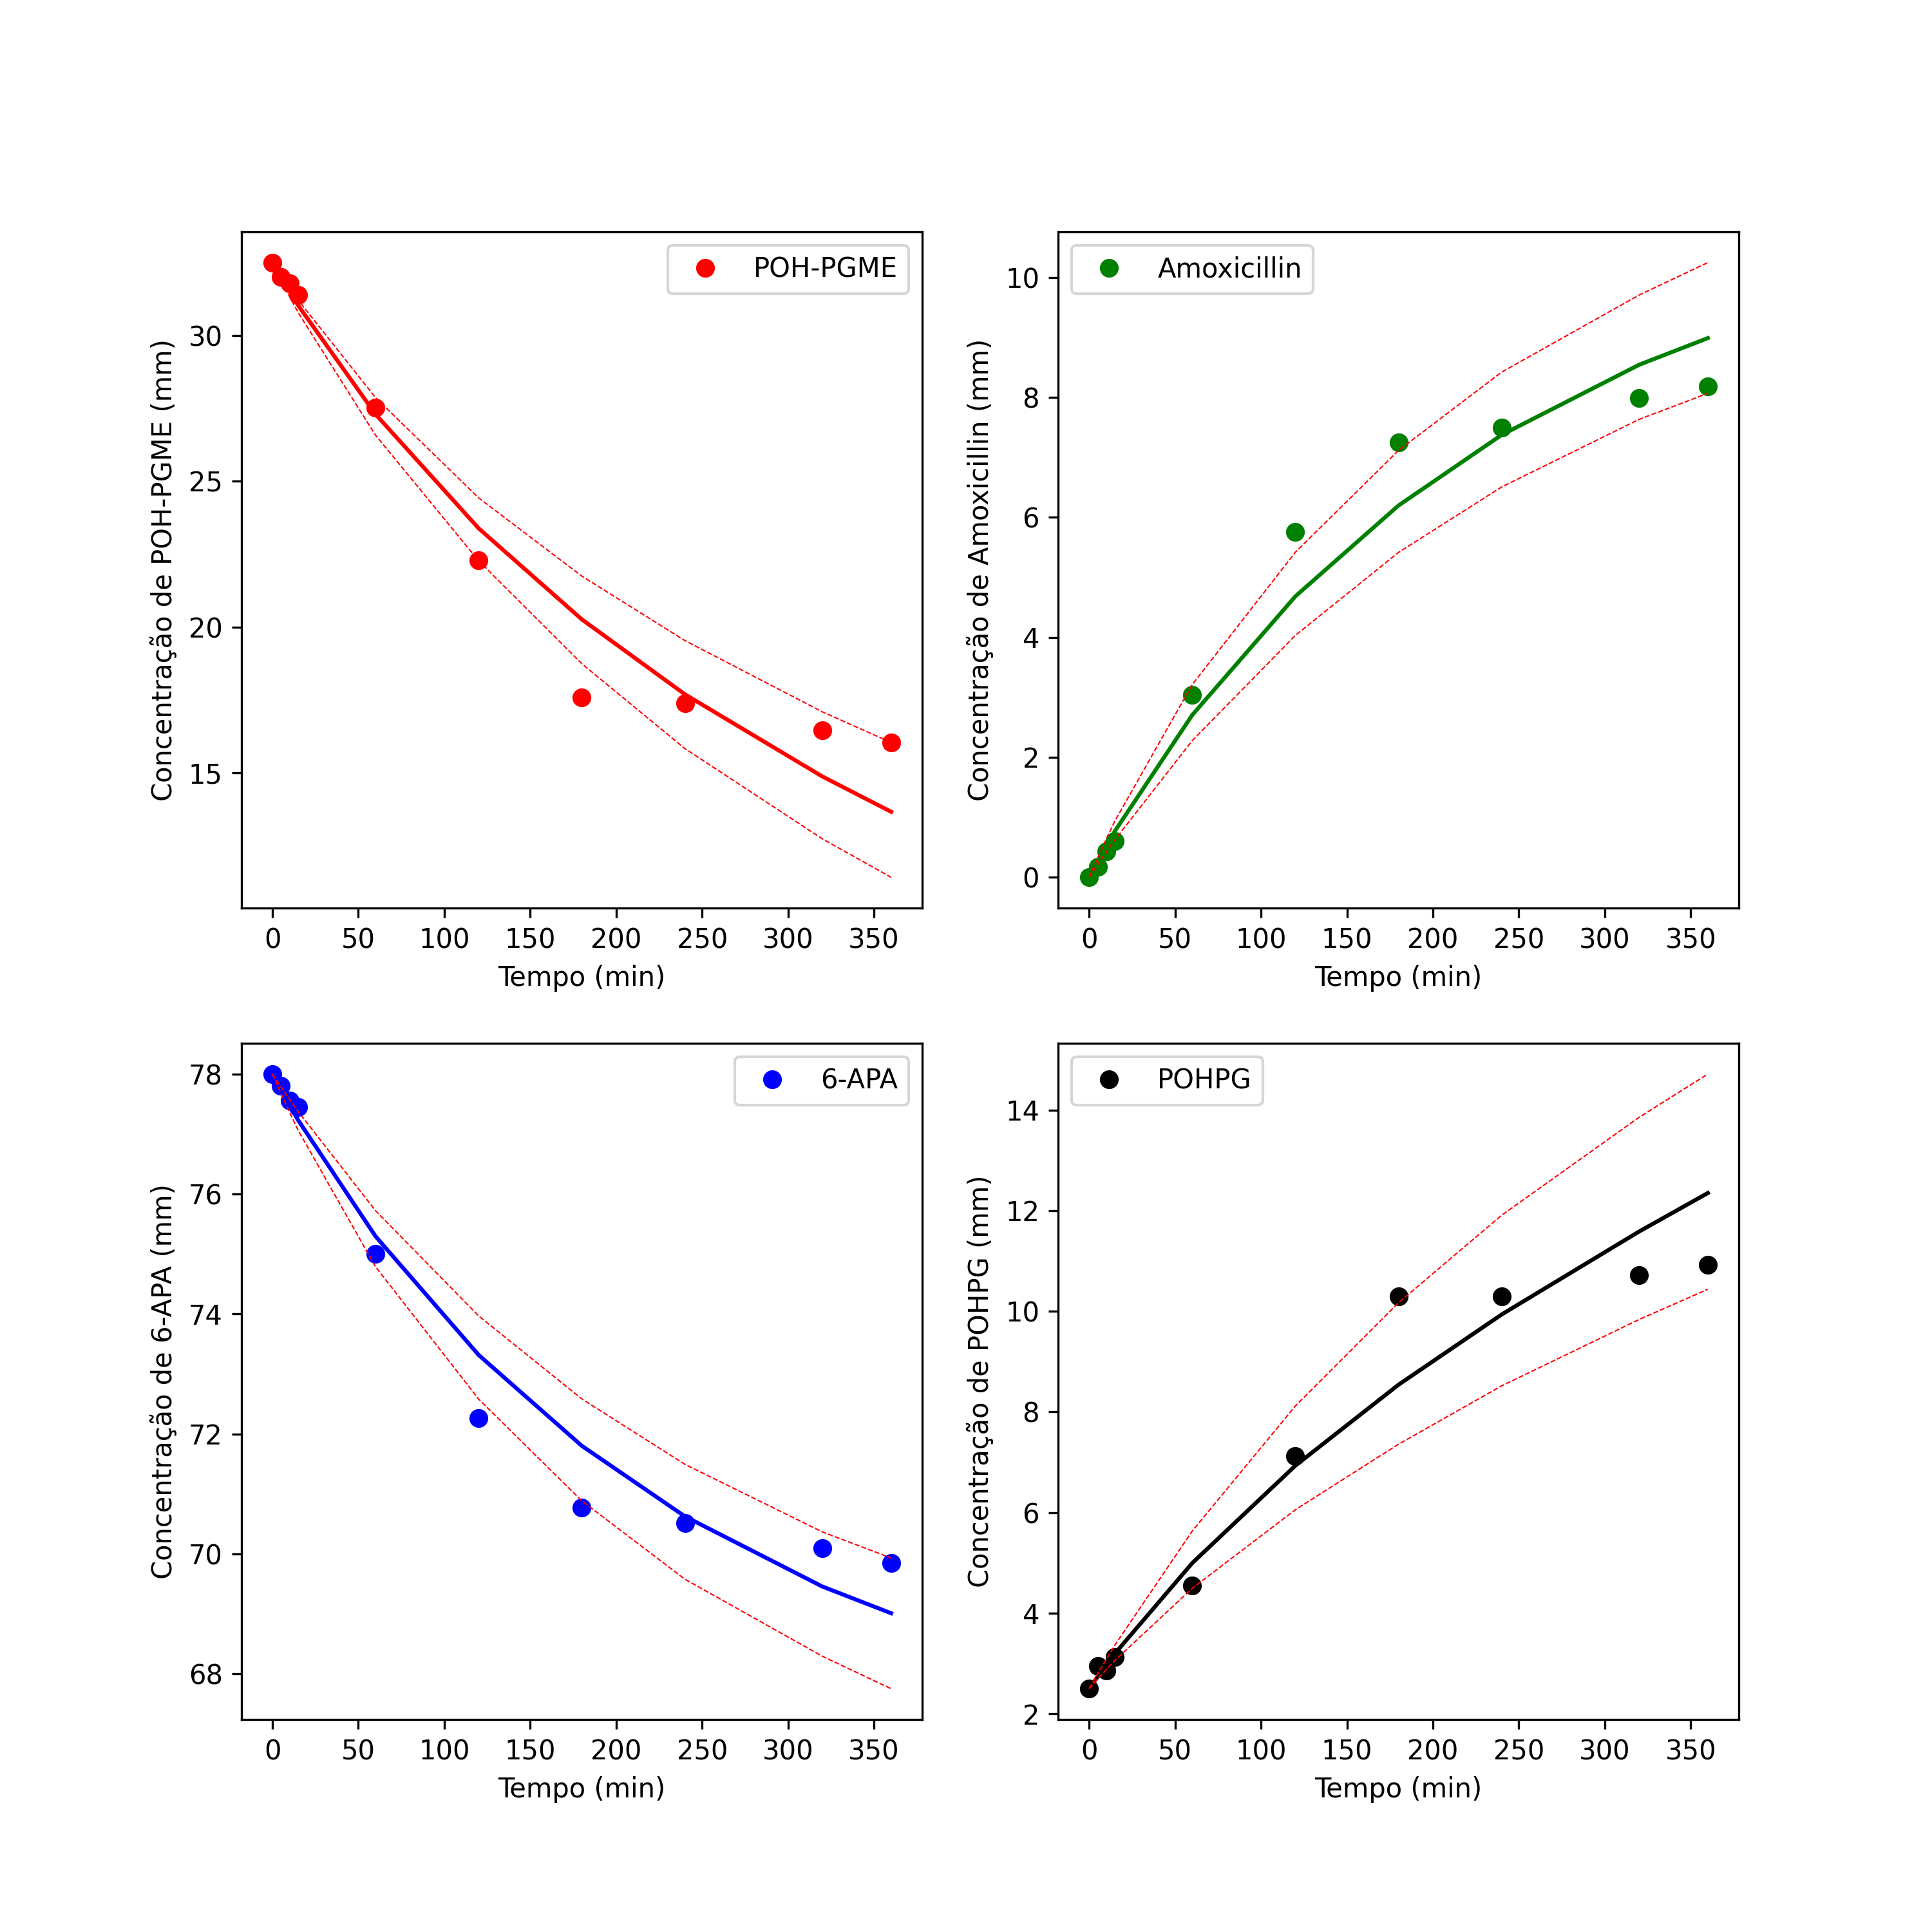 POH-PGME
Concentração de POH-PGME (mm)
30
25
20
15
0 50 100 150 200 250 300 350
Tempo (min)
Amoxicillin
Concentração de Amoxicillin (mm)
10
8
6
4
2
0
0 50 100 150 200 250 300 350
Tempo (min)
6-APA
Concentração de 6-APA (mm)
78
76
74
72
70
68
0 50 100 150 200 250 300 350
Tempo (min)
POHPG
Concentração de POHPG (mm)
14
12
10
8
6
4
2
0 50 100 150 200 250 300 350
Tempo (min)